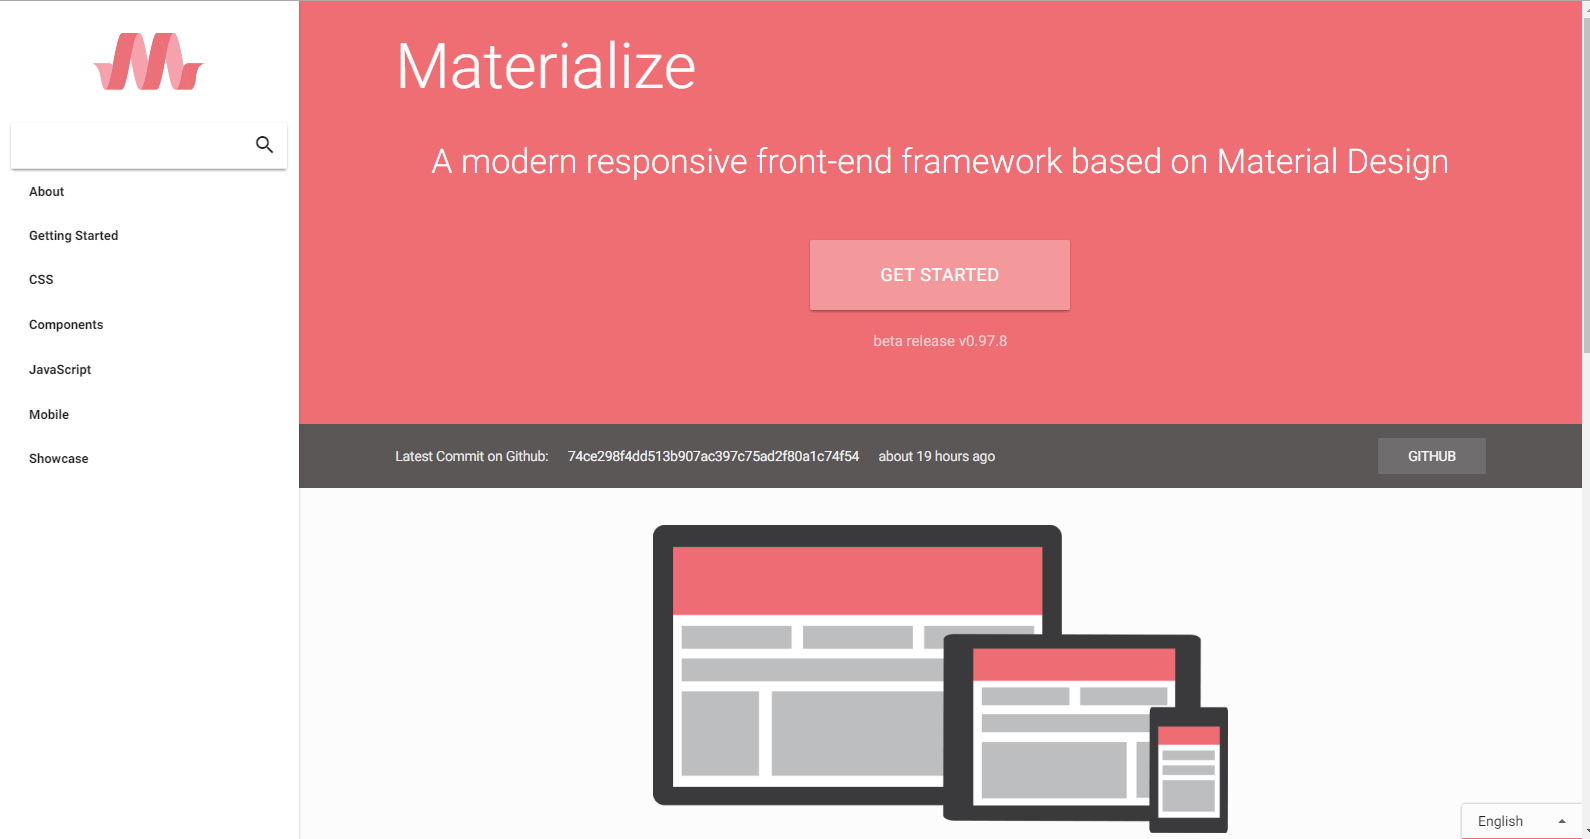 About
Getting Started
CSS
Components
JavaScript
Mobile
Showcase
Materialize
A modern responsive front-end framework based on Material Design
GET STARTED
beta release v0.97.8
Latest Commit on Github: 74ce298f4dd513b907ac397c75ad2f80a1c74f54 about 19 hours ago
GITHUB
English